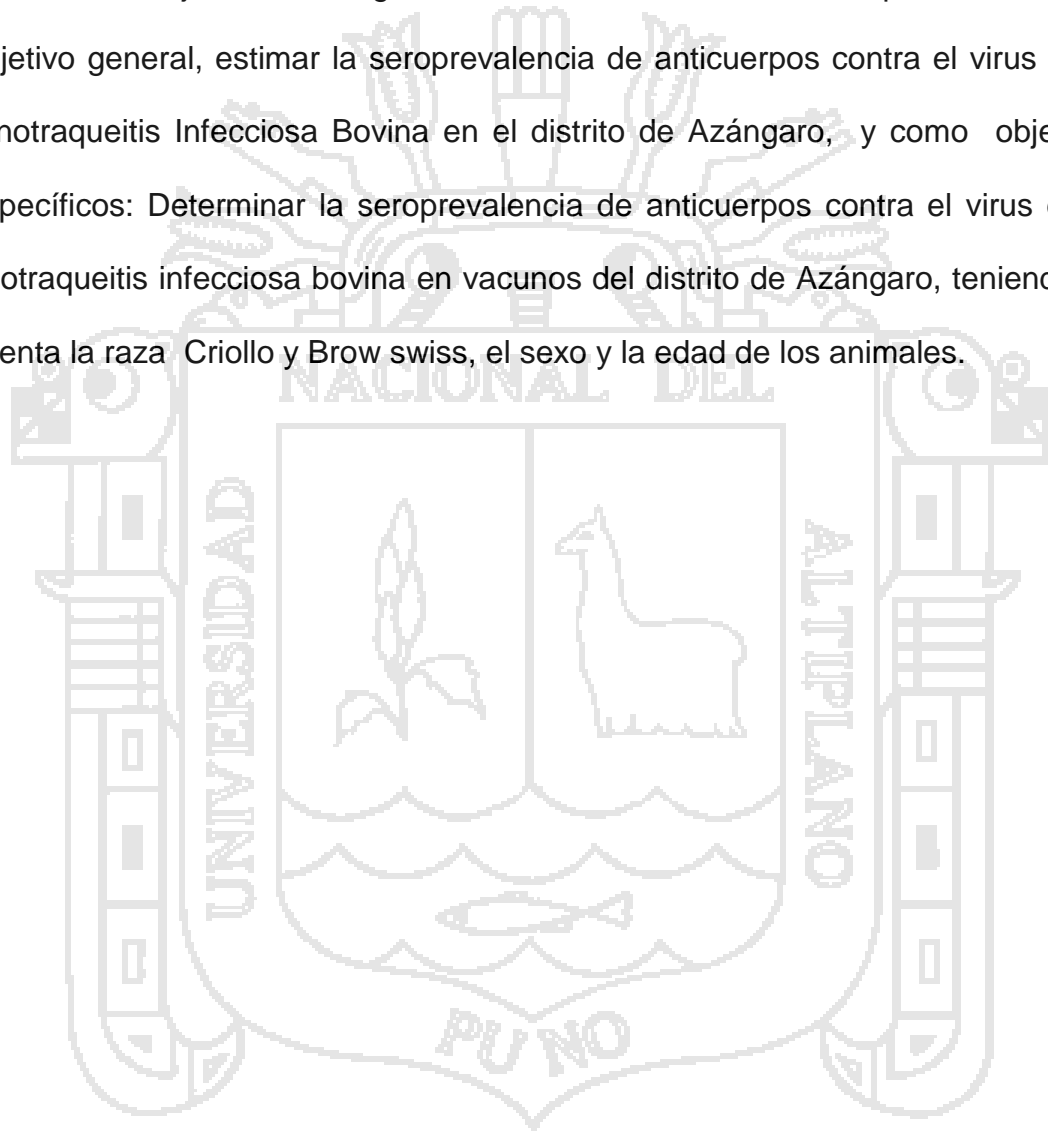 jetivo general, estimar la seroprevalencia de anticuerpos contra el virus
notraqueitis Infecciosa Bovina en el distrito de Azángaro, y como obje
pecíficos: Determinar la seroprevalencia de anticuerpos contra el virus
otraqueitis infecciosa bovina en vacunos del distrito de Azángaro, teniend
enta la raza Criollo y Brow swiss, el sexo y la edad de los animales.
NACIONAL DEL
UNIVERSIDAD
ALTIPLANO
PUNO